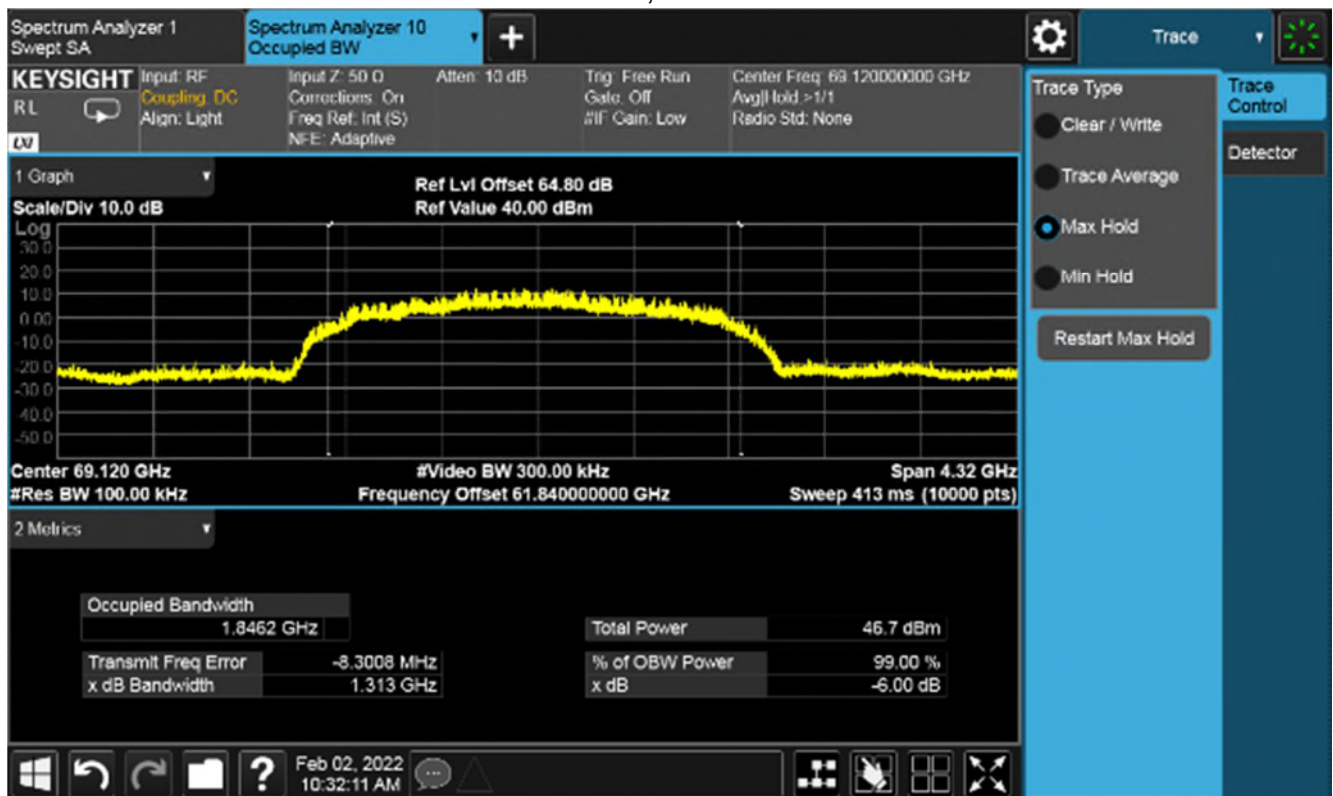 Spectrum Analyzer 1
Swept SA
Spectrum Analyzer 10
Occupied BW
+
Trace
KEYSIGHT
RL
LXI
Input: RF
Coupling: DC
Align: Light
Input Z: 50 Ω
Corrections: On
Freq Ref: Int (S)
NFE: Adaptive
Atten: 10 dB
Trig: Free Run
Gate: Off
#IF Gain: Low
Center Freq: 69.120000000 GHz
Avg|Hold:>1/1
Radio Std: None
Trace Type
Clear / Write
Trace Average
Max Hold
Min Hold
Restart Max Hold
Trace
Control
Detector
1 Graph
Scale/Div 10.0 dB
Ref Lvl Offset 64.80 dB
Ref Value 40.00 dBm
Log
30.0
20.0
10.0
0.00
-10.0
-20.0
-30.0
-40.0
-50.0
Center 69.120 GHz
#Video BW 300.00 kHz
Span 4.32 GHz
#Res BW 100.00 kHz
Frequency Offset 61.840000000 GHz
Sweep 413 ms (10000 pts)
2 Metrics
Occupied Bandwidth
1.8462 GHz
Total Power 46.7 dBm
Transmit Freq Error -8.3008 MHz
% of OBW Power 99.00 %
x dB Bandwidth 1.313 GHz
x dB -6.00 dB
?
Feb 02, 2022
10:32:11 AM